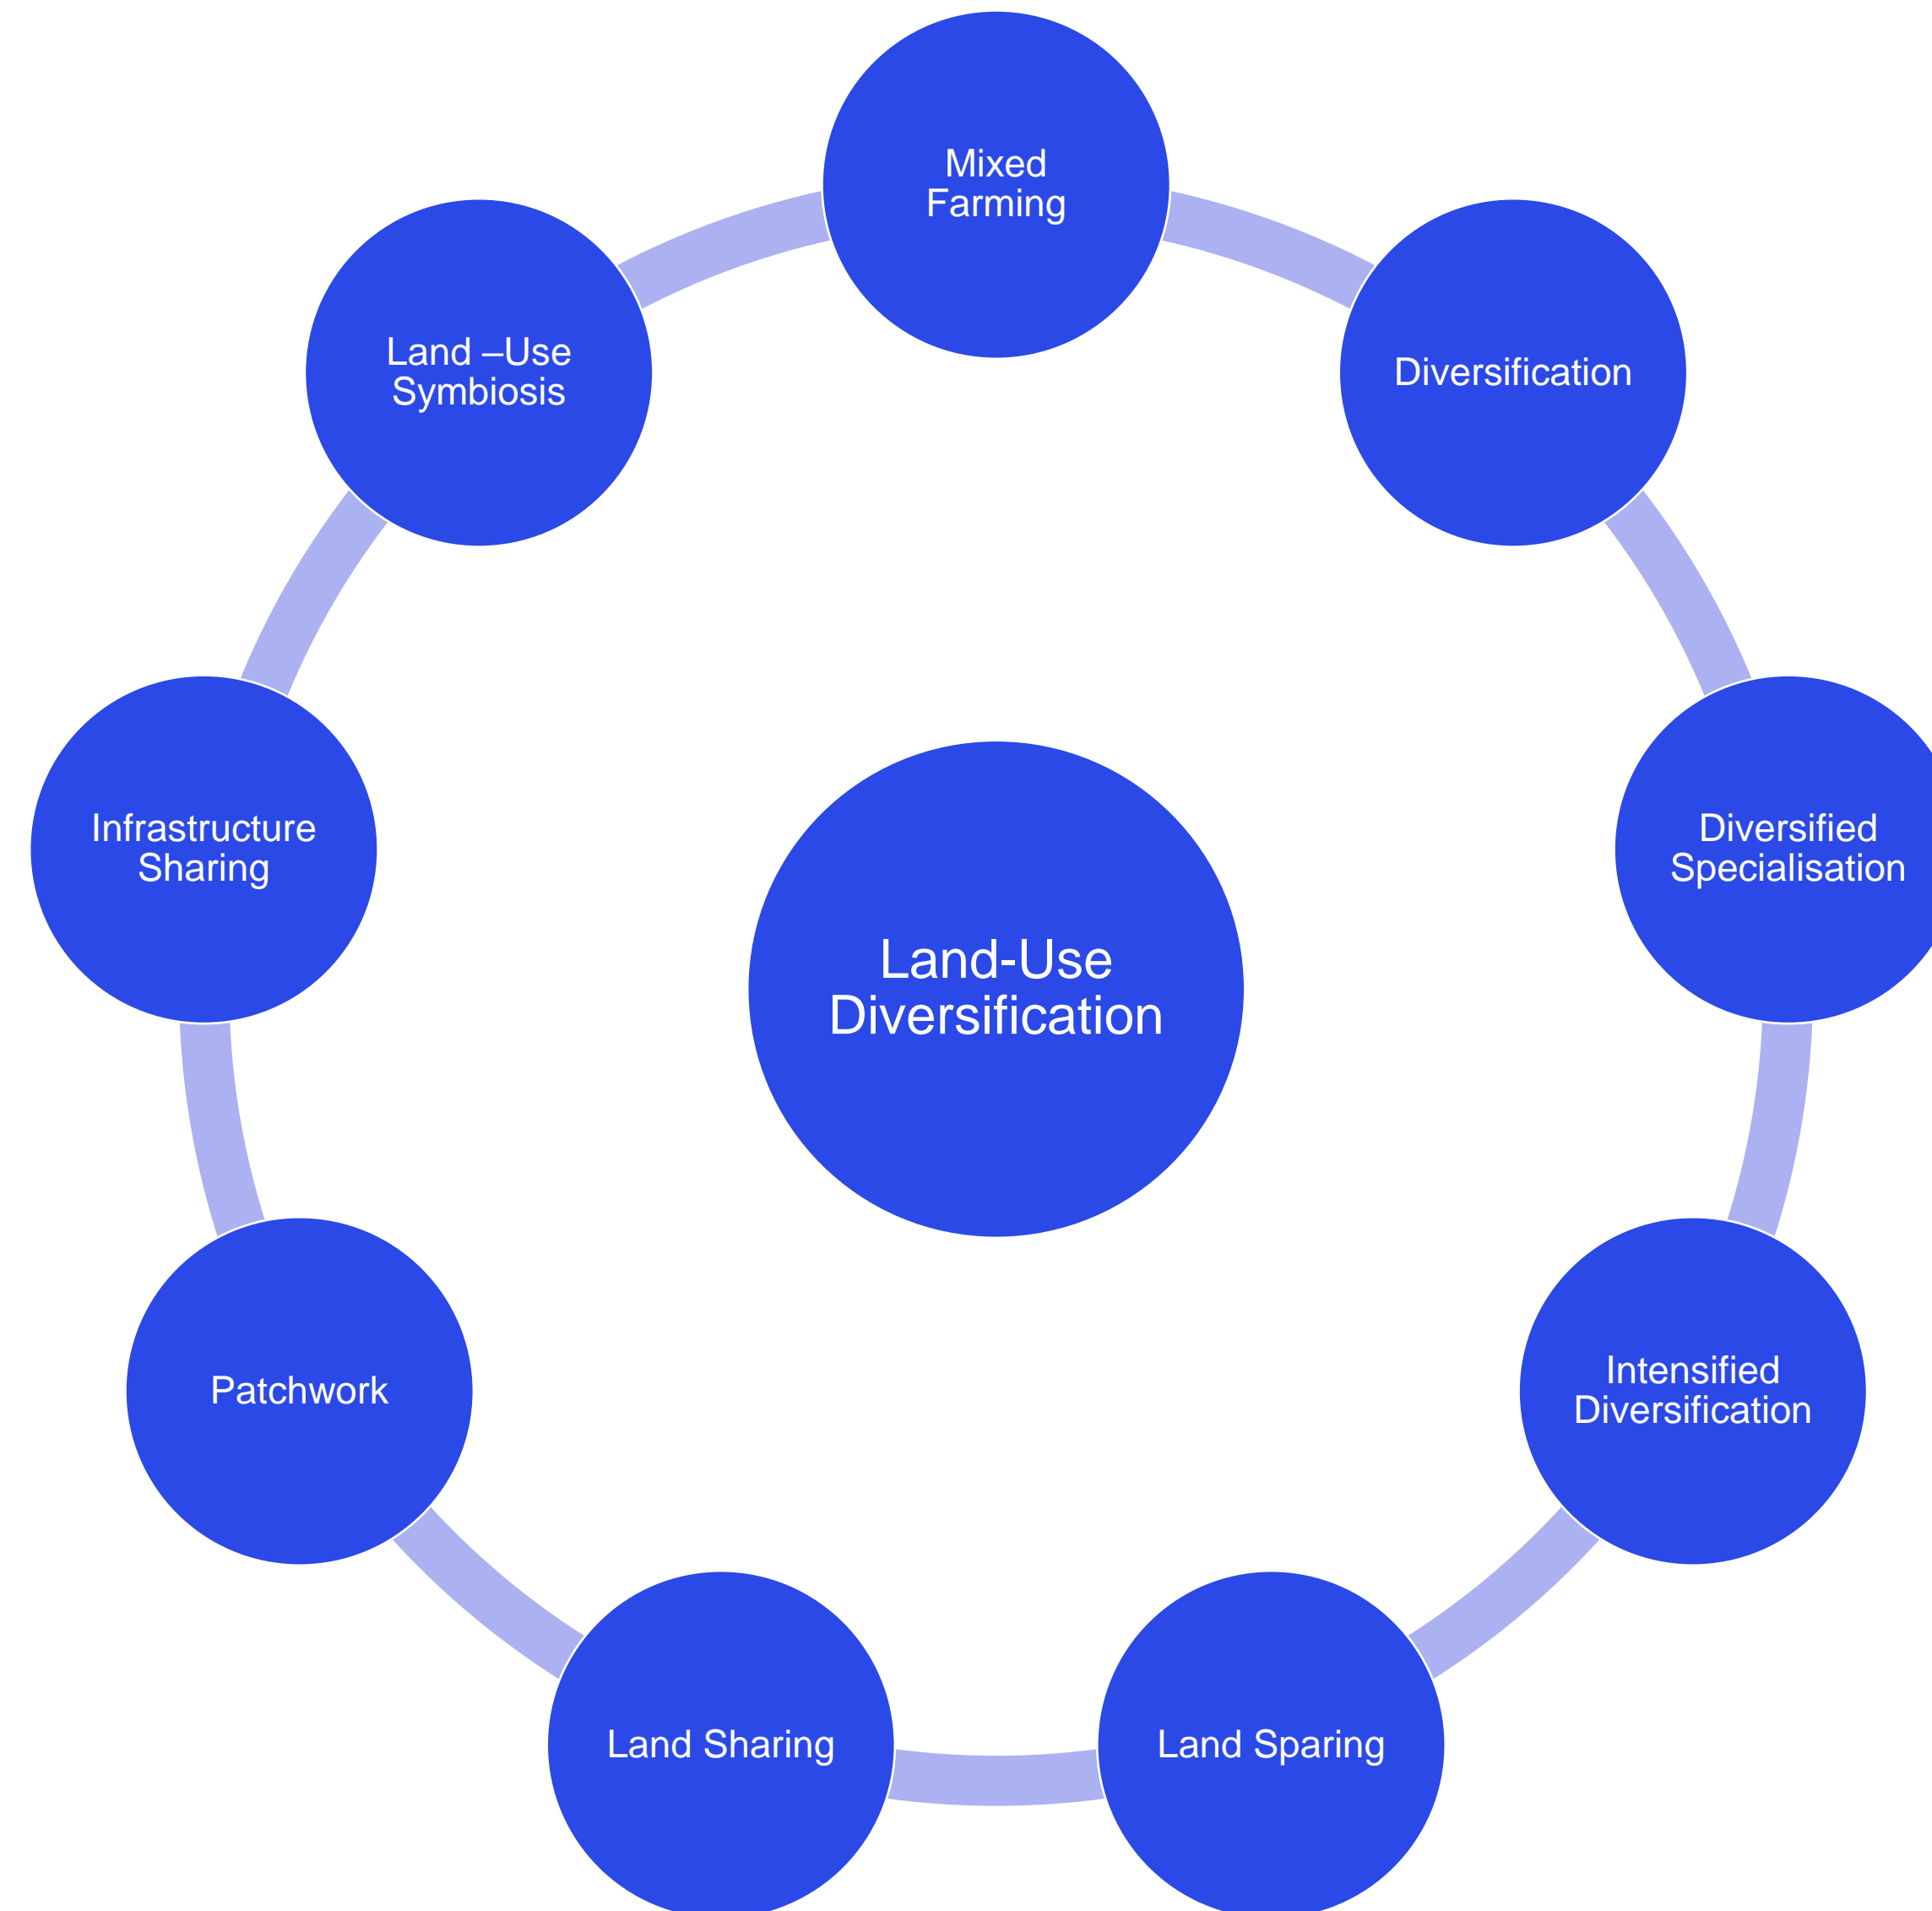 Mixed
Farming
Diversification
Diversified
Specialisation
Intensified
Diversification
Land Sparing
Land Sharing
Patchwork
Infrastructure
Sharing
Land –Use
Symbiosis
Land-Use
Diversification